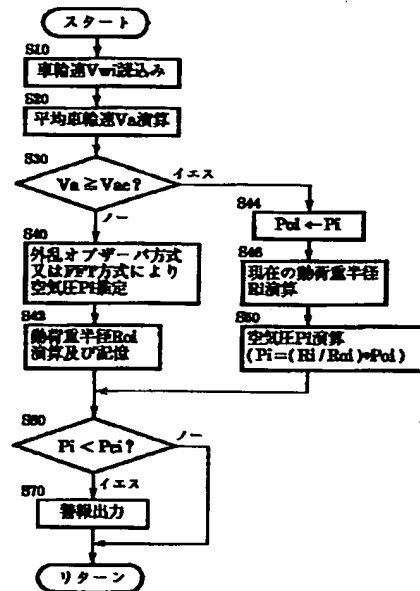 スタート
S10
車輪速Vwi読込み
S20
平均車輪速Va演算
S30
Va≧Vac?
イエス
ノー
S40
外乱オブザーバ方式
又はFFT方式により
空気圧Pi推定
S42
動荷重半径Roi
演算及び記憶
S44
Poi←Pi
S46
現在の動荷重半径
Ri演算
S50
空気圧Pi演算
(Pi=(Ri/Roi)*Poi)
S60
Pi<Pci?
ノー
イエス
S70
警報出力
リターン